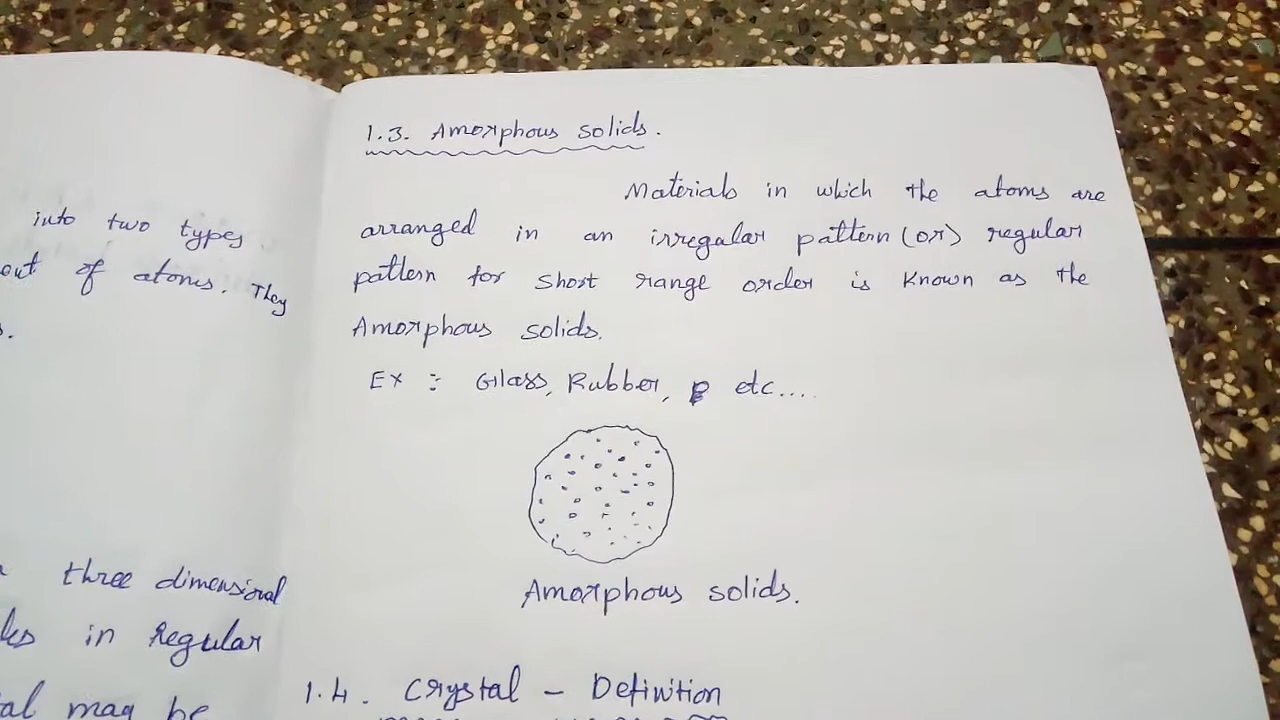 into two types.
out of atoms. They
s.
three dimensional
in Regular
may be
1.3. Amorphous solids.
Materials in which the atoms are
arranged in an irregular pattern (or) regular
pattern for short range order is known as the
Amorphous solids.
Ex : Glass, Rubber, etc....
Amorphous solids.
1.4. Crystal - Definition